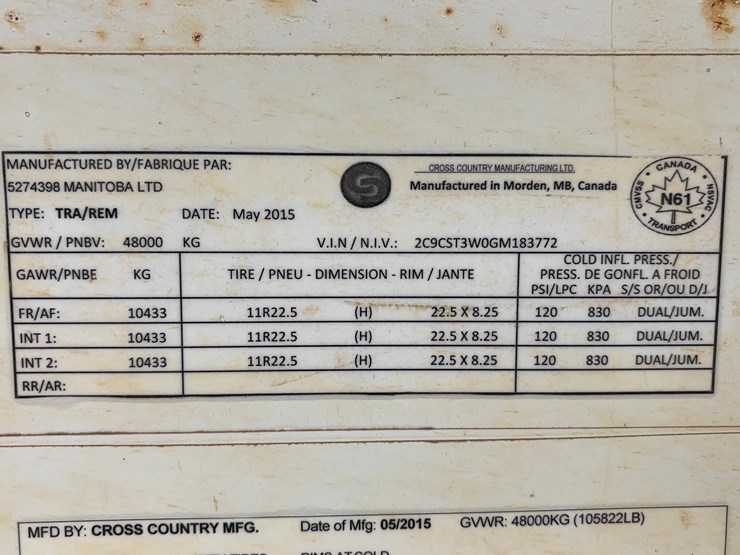 MANUFACTURED BY/FABRIQUE PAR:
5274398 MANITOBA LTD
S
CROSS COUNTRY MANUFACTURING LTD.
Manufactured in Morden, MB, Canada
CANADA
CMVSS
NSVAC
N61
TRANSPORT
TYPE: TRA/REM DATE: May 2015
GVWR / PNBV: 48000 KG V.I.N / N.I.V.: 2C9CST3W0GM183772
GAWR/PNBE KG TIRE / PNEU - DIMENSION - RIM / JANTE
COLD INFL. PRESS./
PRESS. DE GONFL. A FROID
PSI/LPC KPA S/S OR/OU D/J
FR/AF: 10433 11R22.5 (H) 22.5 X 8.25 120 830 DUAL/JUM.
INT 1: 10433 11R22.5 (H) 22.5 X 8.25 120 830 DUAL/JUM.
INT 2: 10433 11R22.5 (H) 22.5 X 8.25 120 830 DUAL/JUM.
RR/AR:
MFD BY: CROSS COUNTRY MFG. Date of Mfg: 05/2015 GVWR: 48000KG (105822LB)